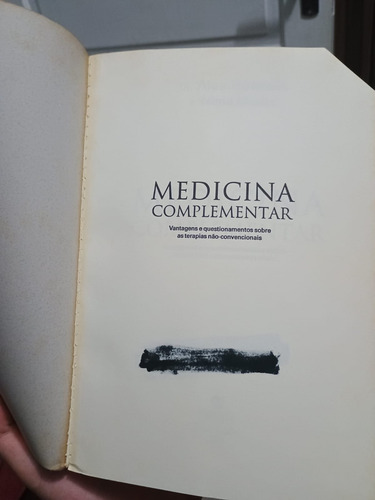 MEDICINA
COMPLEMENTAR
Vantagens e questionamentos sobre
as terapias não-convencionais